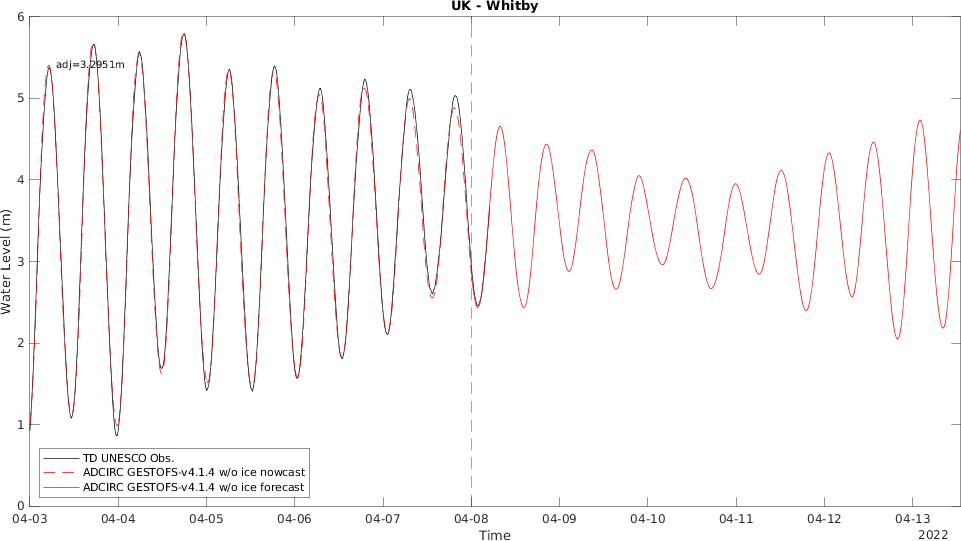 UK - Whitby
adj=3.2951m
Water Level (m)
6
5
4
3
2
1
0
TD UNESCO Obs.
ADCIRC GESTOFS-v4.1.4 w/o ice nowcast
ADCIRC GESTOFS-v4.1.4 w/o ice forecast
04-03 04-04 04-05 04-06 04-07 04-08 04-09 04-10 04-11 04-12 04-13
Time
2022